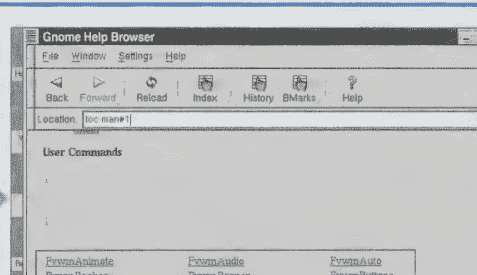 Gnome Help Browser
File Window Settings Help
Back Forward Reload Index History BMarks Help
Location: toc:man#1
User Commands
FvwmAnimate FvwmAudio FvwmAuto